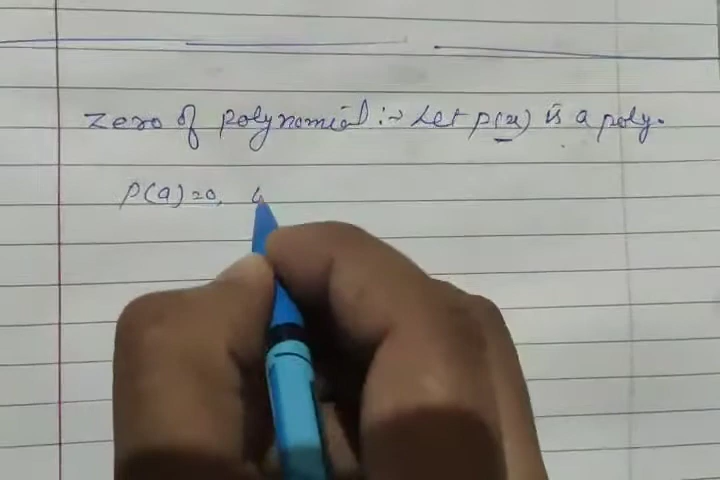 Zero of polynomial :- Let p(x) is a poly.
P(a)=0,